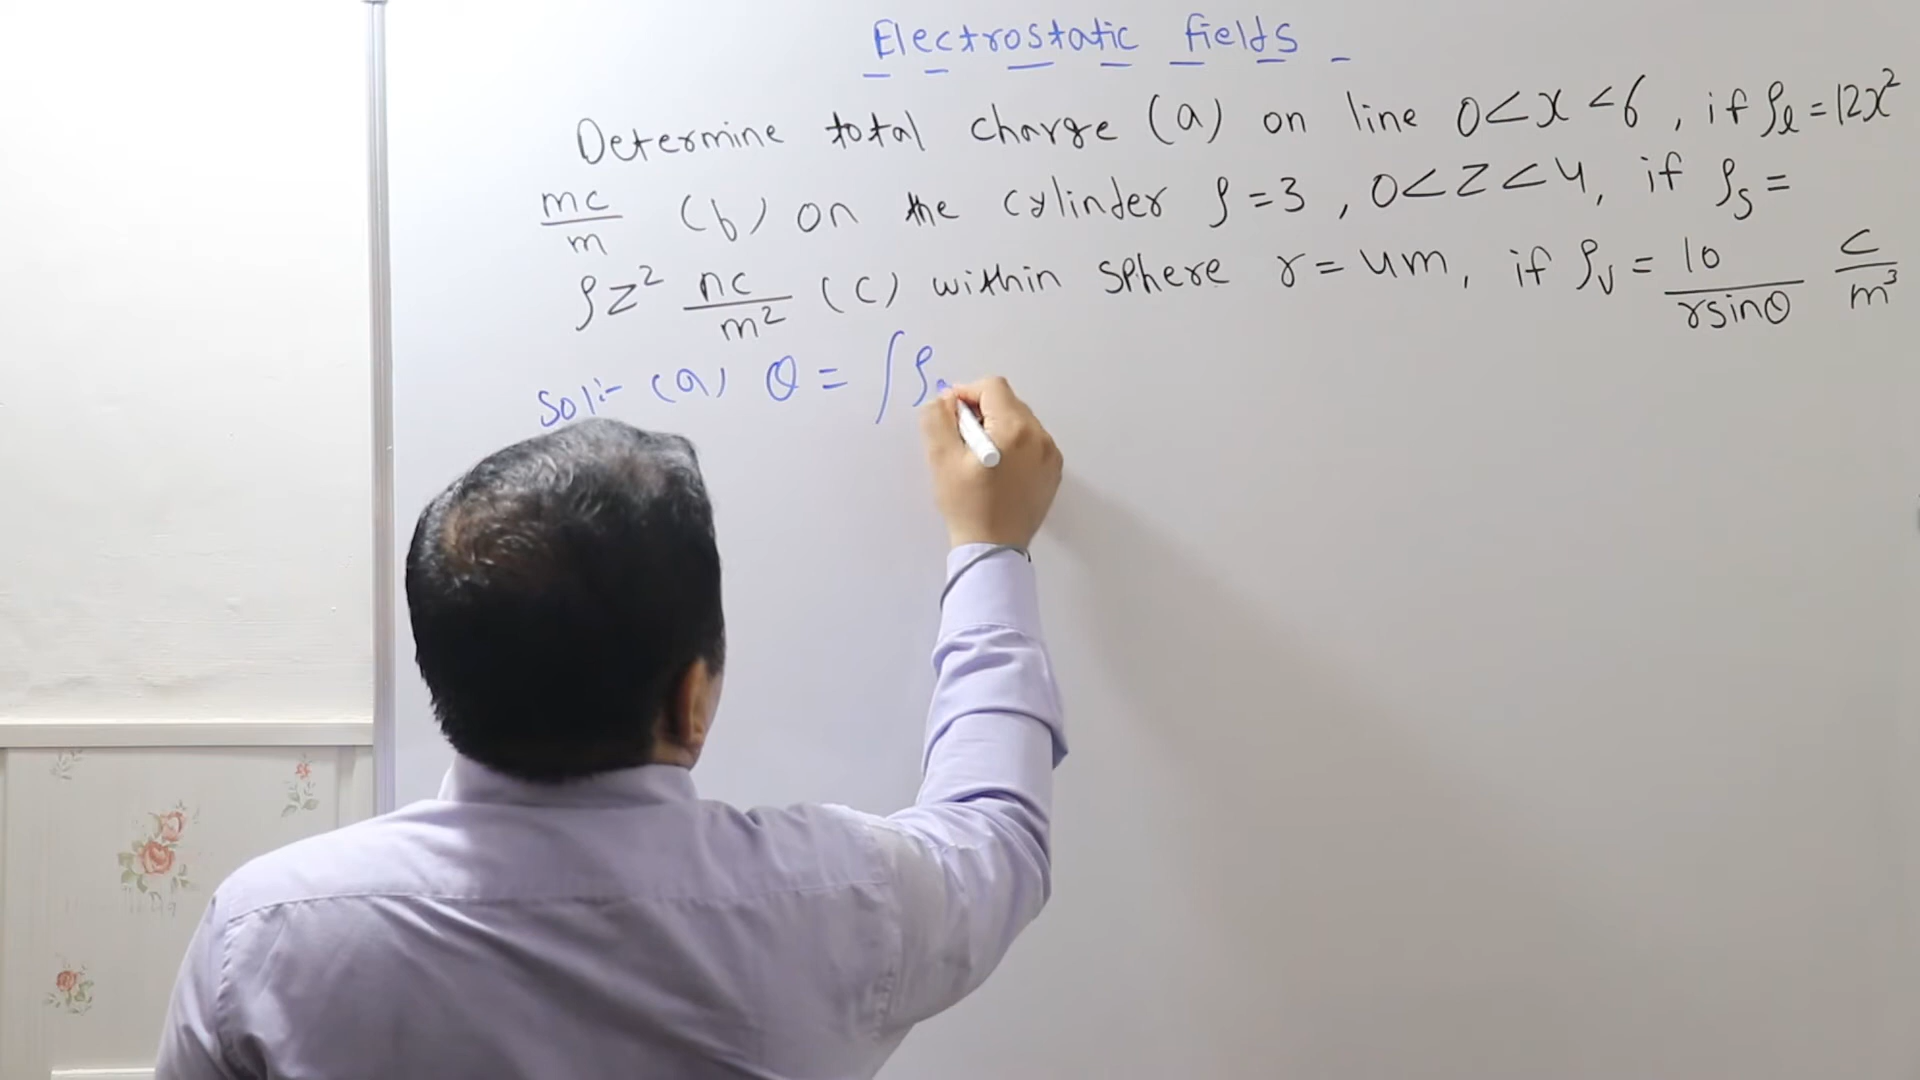 Electrostatic fields
Determine total charge (a) on line 0<x<6, if ρℓ = 12x²
mc/m (b) on the cylinder ρ=3, 0<z<4, if ρs =
ρz² nc/m² (c) within sphere r=4m, if ρv = 10/rsinθ c/m³
Sol:- (a) Q = ∫ρ